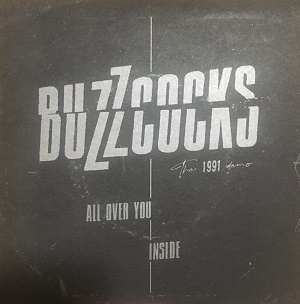 BUZZCOCKS
The 1991 demo
ALL OVER YOU
INSIDE